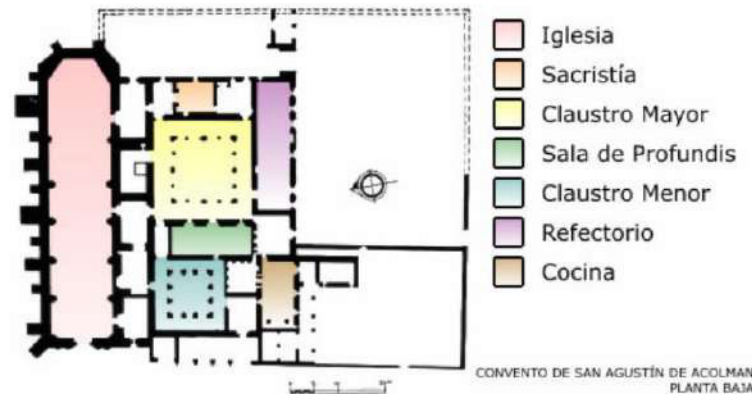 Iglesia
Sacristía
Claustro Mayor
Sala de Profundis
Claustro Menor
Refectorio
Cocina
CONVENTO DE SAN AGUSTÍN DE ACOLMAN
PLANTA BAJA